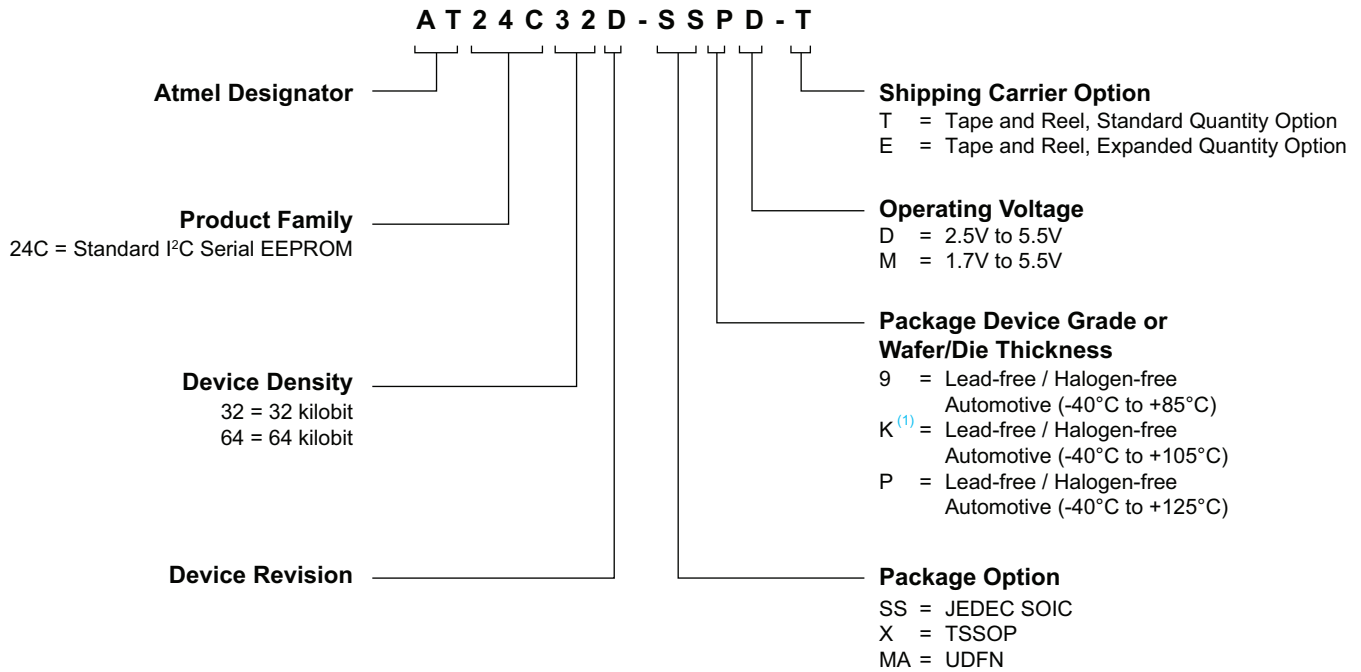 AT24C32D-SSPD-T
Atmel Designator
Product Family
24C = Standard I²C Serial EEPROM
Device Density
32 = 32 kilobit
64 = 64 kilobit
Device Revision
Shipping Carrier Option
T = Tape and Reel, Standard Quantity Option
E = Tape and Reel, Expanded Quantity Option
Operating Voltage
D = 2.5V to 5.5V
M = 1.7V to 5.5V
Package Device Grade or
Wafer/Die Thickness
9 = Lead-free / Halogen-free
Automotive (-40°C to +85°C)
K(1) = Lead-free / Halogen-free
Automotive (-40°C to +105°C)
P = Lead-free / Halogen-free
Automotive (-40°C to +125°C)
Package Option
SS = JEDEC SOIC
X = TSSOP
MA = UDFN